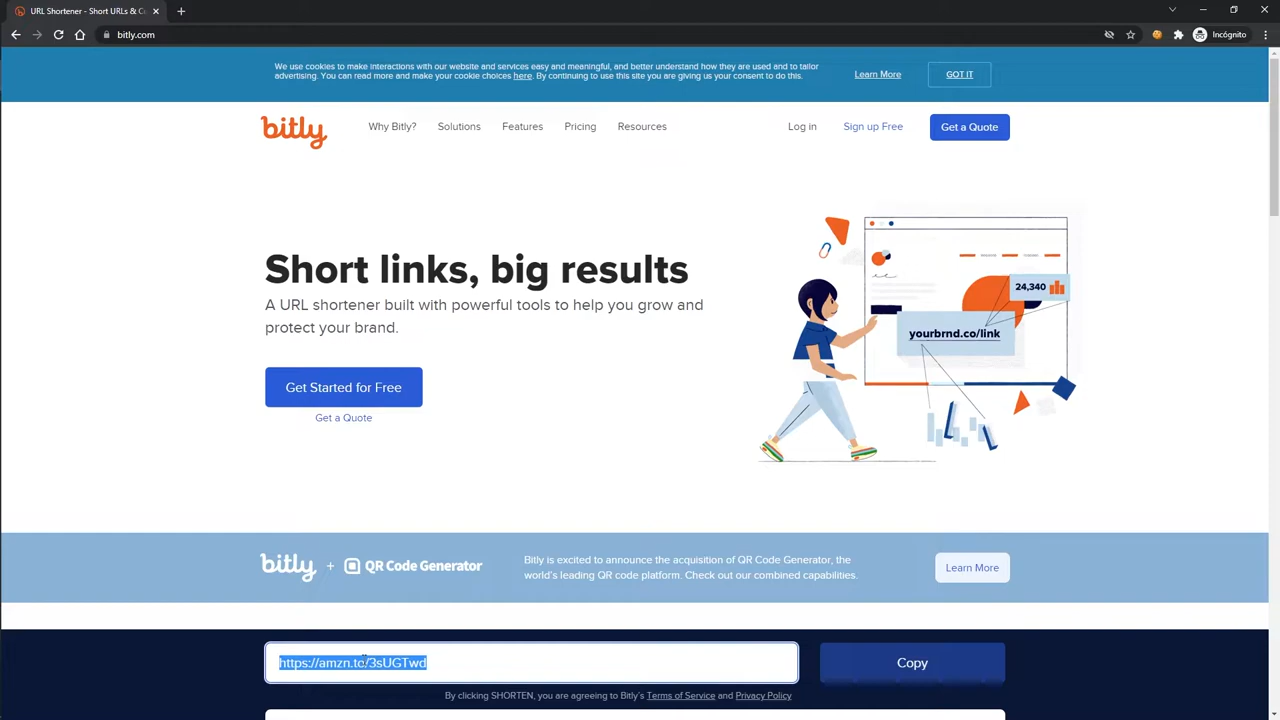 URL Shortener - Short URLs & C
bitly.com
Incógnito
We use cookies to make interactions with our website and services easy and meaningful, and better understand how they are used and to tailor
advertising. You can read more and make your cookie choices here. By continuing to use this site you are giving us your consent to do this.
Learn More
GOT IT
bitly
Why Bitly?
Solutions
Features
Pricing
Resources
Log in
Sign up Free
Get a Quote
Short links, big results
A URL shortener built with powerful tools to help you grow and
protect your brand.
Get Started for Free
Get a Quote
24,340
yourbrnd.co/link
bitly + QR Code Generator
Bitly is excited to announce the acquisition of QR Code Generator, the
world's leading QR code platform. Check out our combined capabilities.
Learn More
https://amzn.to/3sUGTwd
Copy
By clicking SHORTEN, you are agreeing to Bitly's Terms of Service and Privacy Policy